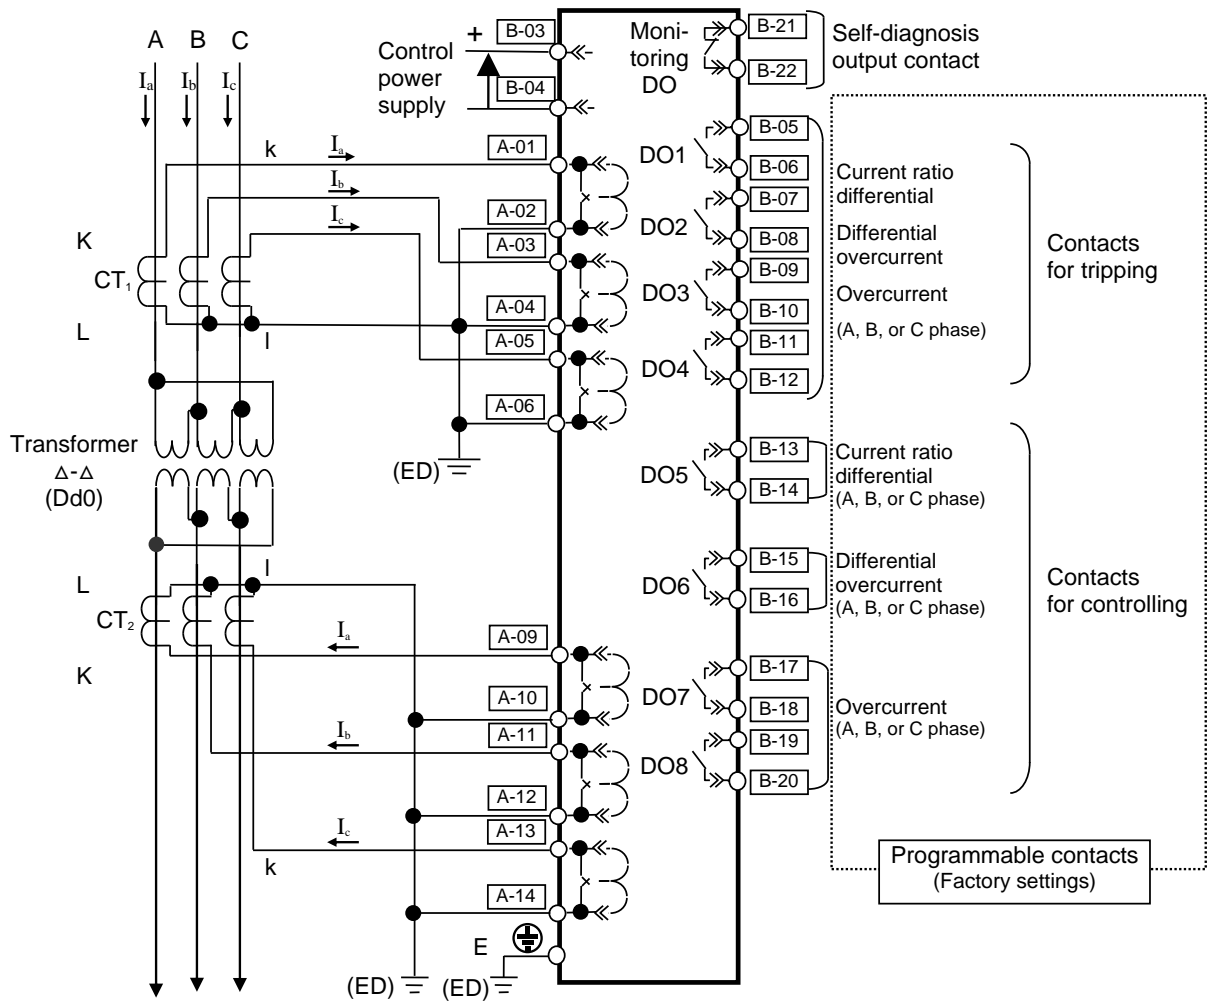 A B C
Ia Ib Ic
k
Ia
Ib
Ic
K
CT1
L
l
Transformer
△-△
(Dd0)
L
l
CT2
K
Ia
Ib
Ic
k
Control
power
supply
+
B-03
B-04
A-01
A-02
A-03
A-04
A-05
A-06
(ED)
A-09
A-10
A-11
A-12
A-13
A-14
E
(ED)
(ED)
Moni-
toring
DO
DO1
DO2
DO3
DO4
DO5
DO6
DO7
DO8
B-21
B-22
B-05
B-06
B-07
B-08
B-09
B-10
B-11
B-12
B-13
B-14
B-15
B-16
B-17
B-18
B-19
B-20
Self-diagnosis
output contact
Current ratio
differential
Differential
overcurrent
Overcurrent
(A, B, or C phase)
Contacts
for tripping
Current ratio
differential
(A, B, or C phase)
Differential
overcurrent
(A, B, or C phase)
Overcurrent
(A, B, or C phase)
Contacts
for controlling
Programmable contacts
(Factory settings)